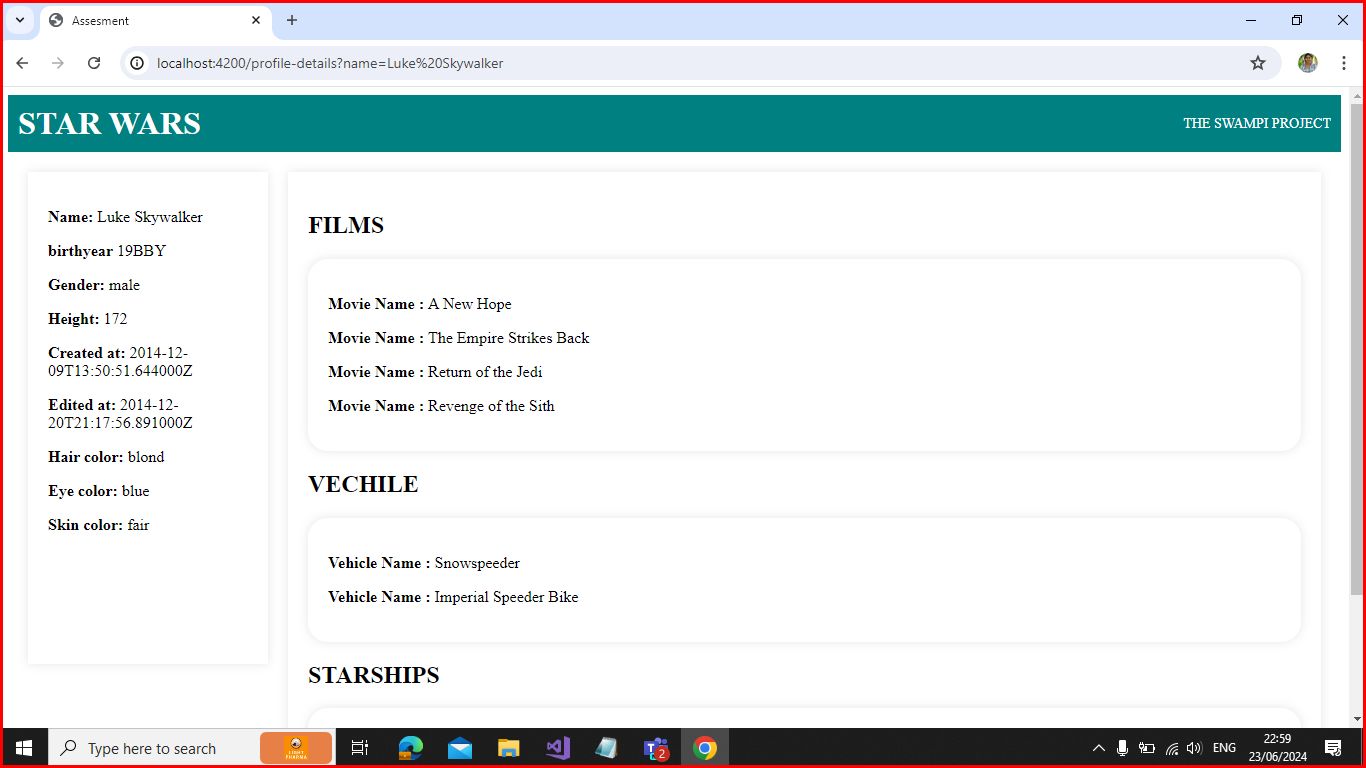 Assesment
localhost:4200/profile-details?name=Luke%20Skywalker
STAR WARS
THE SWAMPI PROJECT
Name: Luke Skywalker
birthyear 19BBY
Gender: male
Height: 172
Created at: 2014-12-
09T13:50:51.644000Z
Edited at: 2014-12-
20T21:17:56.891000Z
Hair color: blond
Eye color: blue
Skin color: fair
FILMS
Movie Name : A New Hope
Movie Name : The Empire Strikes Back
Movie Name : Return of the Jedi
Movie Name : Revenge of the Sith
VECHILE
Vehicle Name : Snowspeeder
Vehicle Name : Imperial Speeder Bike
STARSHIPS
Type here to search
2
ENG
22:59
23/06/2024